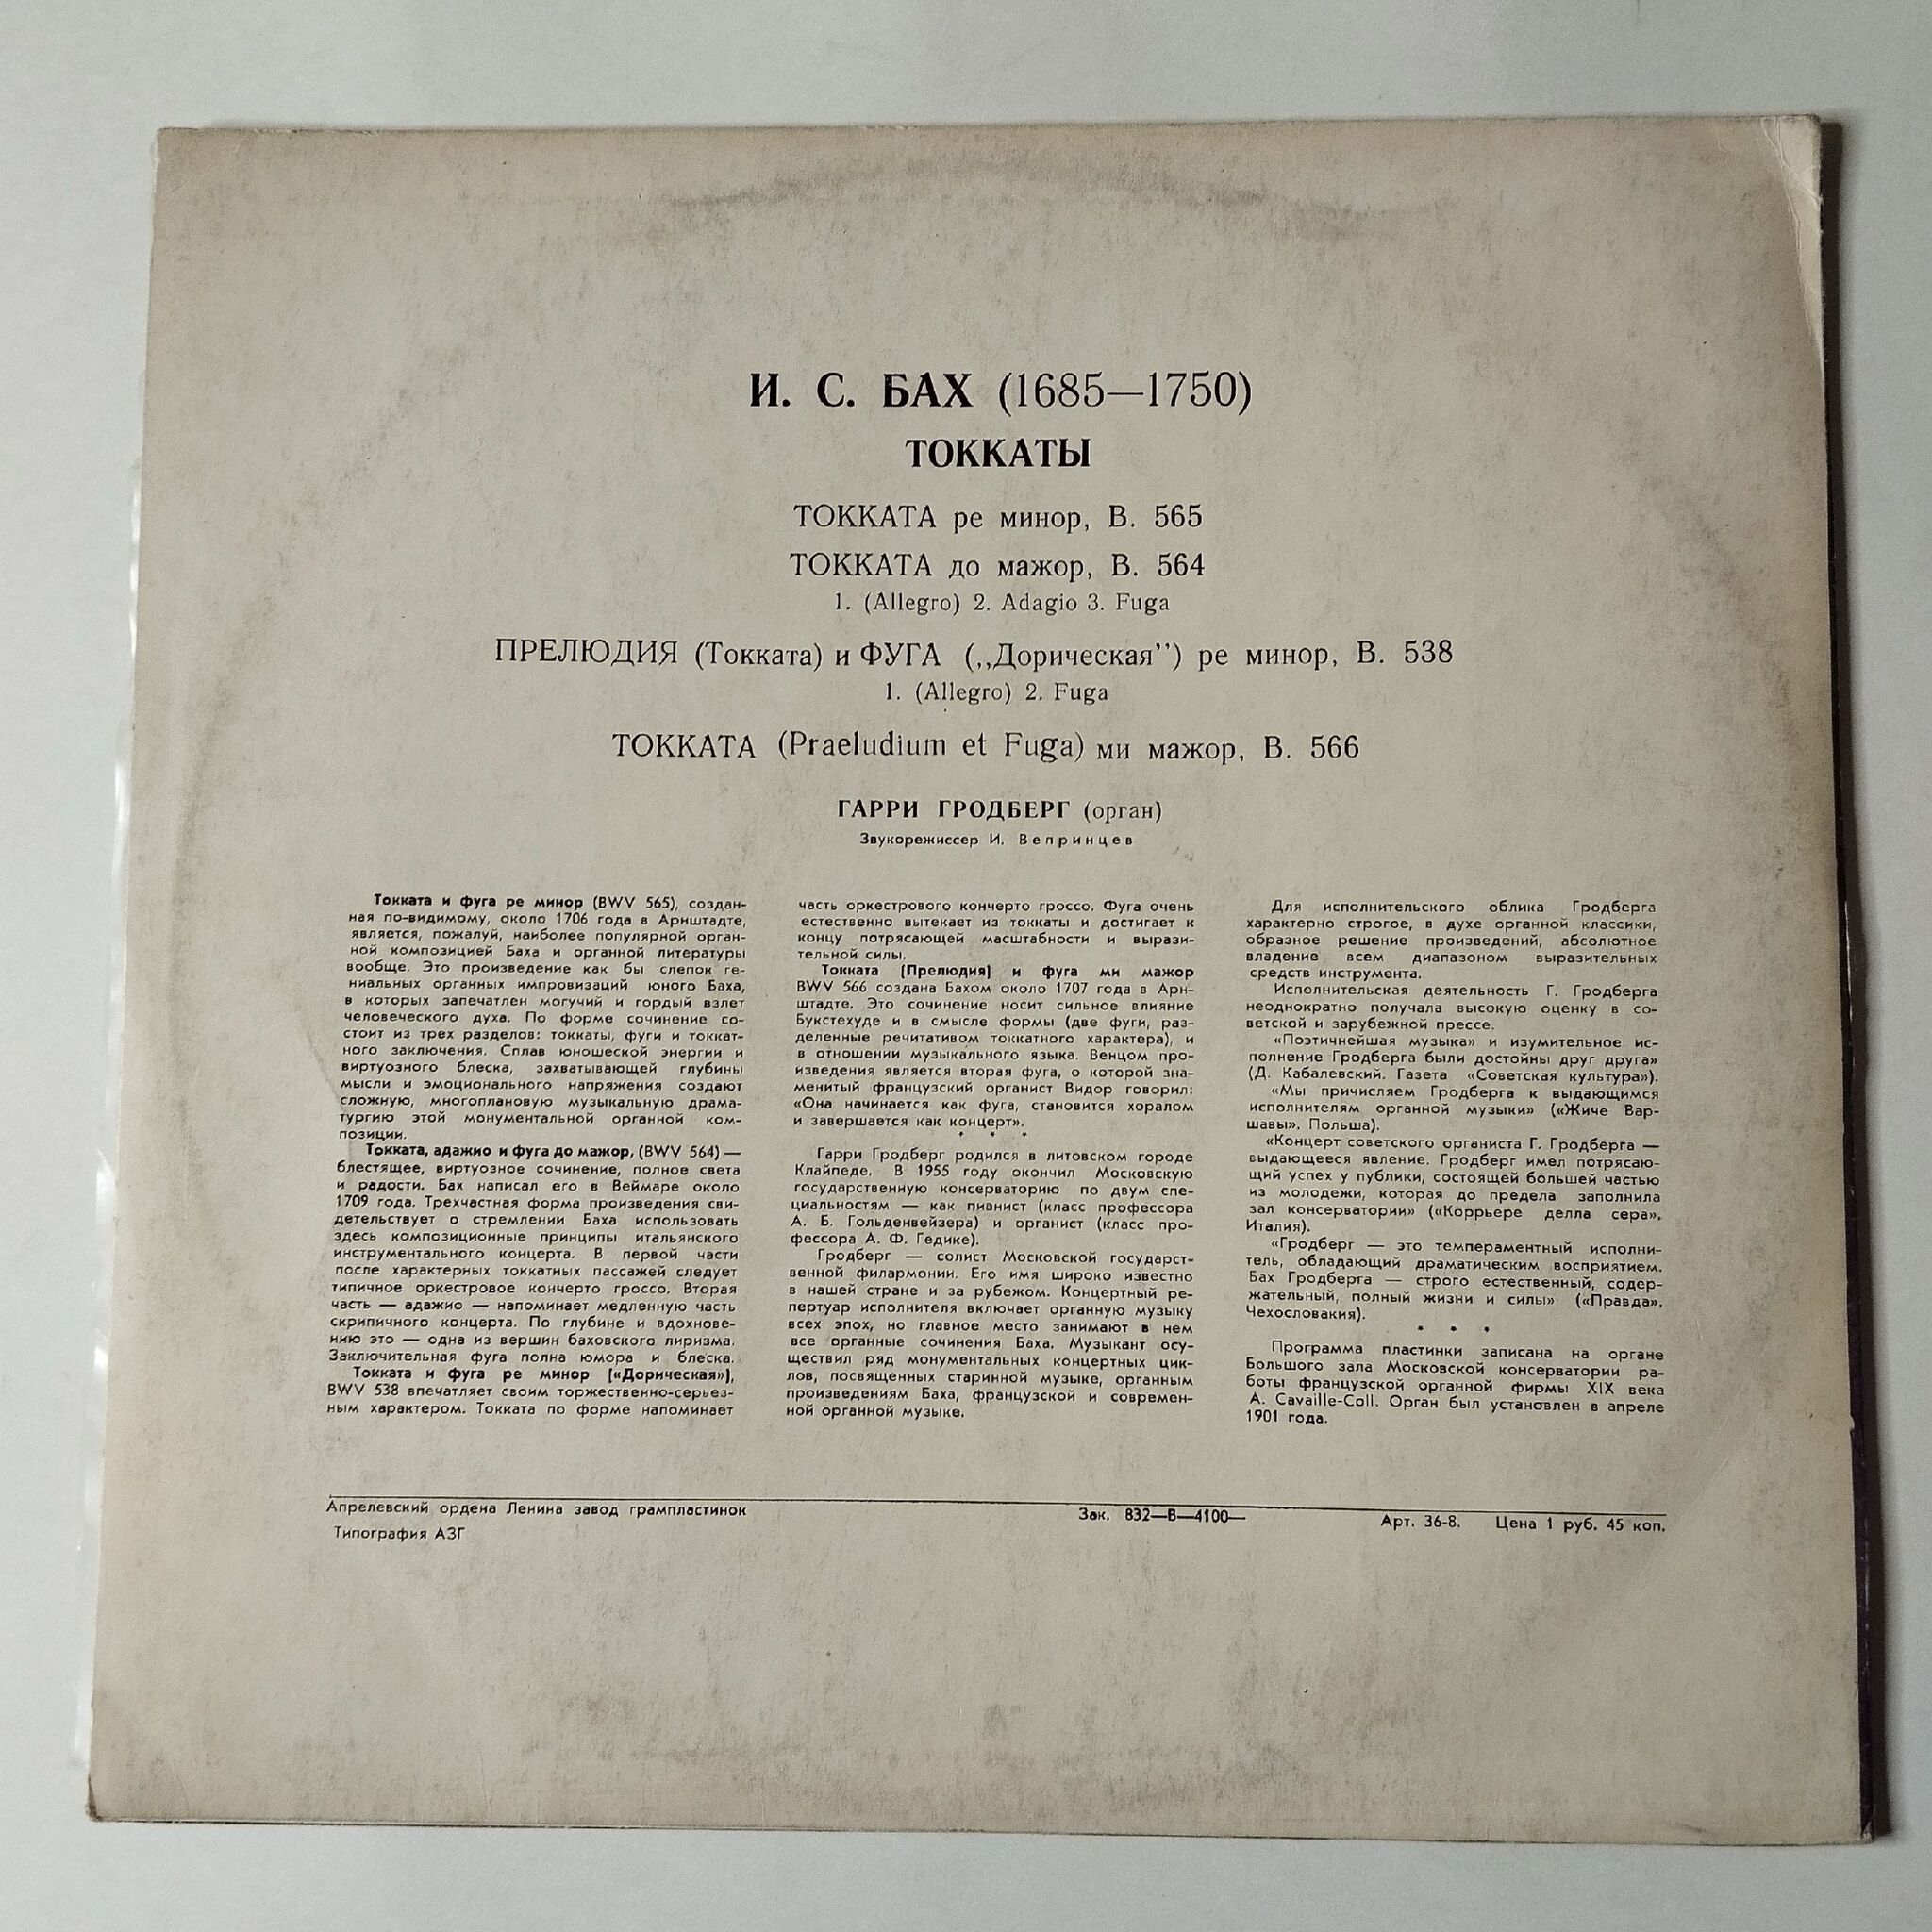 И. С. БАХ (1685—1750)
ТОККАТЫ
ТОККАТА ре минор, В. 565
ТОККАТА до мажор, В. 564
1. (Allegro) 2. Adagio 3. Fuga
ПРЕЛЮДИЯ (Токката) и ФУГА („Дорическая”) ре минор, В. 538
1. (Allegro) 2. Fuga
ТОККАТА (Praeludium et Fuga) ми мажор, В. 566
ГАРРИ ГРОДБЕРГ (орган)
Звукорежиссер И. Вепринцев
Токката и фуга ре минор (BWV 565), создан-
ная по-видимому, около 1706 года в Арнштадте,
является, пожалуй, наиболее популярной орган-
ной композицией Баха и органной литературы
вообще. Это произведение как бы слепок ге-
ниальных органных импровизаций юного Баха,
в которых запечатлен могучий и гордый взлет
человеческого духа. По форме сочинение со-
стоит из трех разделов: токкаты, фуги и токкат-
ного заключения. Сплав юношеской энергии и
виртуозного блеска, захватывающей глубины
мысли и эмоционального напряжения создают
сложную, многоплановую музыкальную драма-
тургию этой монументальной органной ком-
позиции.
Токката, адажио и фуга до мажор, (BWV 564) —
блестящее, виртуозное сочинение, полное света
и радости. Бах написал его в Веймаре около
1709 года. Трехчастная форма произведения сви-
детельствует о стремлении Баха использовать
здесь композиционные принципы итальянского
инструментального концерта. В первой части
после характерных токкатных пассажей следует
типичное оркестровое кончерто гроссо. Вторая
часть — адажио — напоминает медленную часть
скрипичного концерта. По глубине и вдохнове-
нию это — одна из вершин баховского лиризма.
Заключительная фуга полна юмора и блеска.
Токката и фуга ре минор («Дорическая»),
BWV 538 впечатляет своим торжественно-серьез-
ным характером. Токката по форме напоминает
часть оркестрового кончерто гроссо. Фуга очень
естественно вытекает из токкаты и достигает к
концу потрясающей масштабности и вырази-
тельной силы.
Токката (Прелюдия) и фуга ми мажор
BWV 566 создана Бахом около 1707 года в Арн-
штадте. Это сочинение носит сильное влияние
Букстехуде и в смысле формы (две фуги, раз-
деленные речитативом токкатного характера), и
в отношении музыкального языка. Венцом про-
изведения является вторая фуга, о которой зна-
менитый французский органист Видор говорил:
«Она начинается как фуга, становится хоралом
и завершается как концерт».
* * *
Гарри Гродберг родился в литовском городе
Клайпеде. В 1955 году окончил Московскую
государственную консерваторию по двум спе-
циальностям — как пианист (класс профессора
А. Б. Гольденвейзера) и органист (класс про-
фессора А. Ф. Гедике).
Гродберг — солист Московской государст-
венной филармонии. Его имя широко известно
в нашей стране и за рубежом. Концертный ре-
пертуар исполнителя включает органную музыку
всех эпох, но главное место занимают в нем
все органные сочинения Баха. Музыкант осу-
ществил ряд монументальных концертных цик-
лов, посвященных старинной музыке, органным
произведениям Баха, французской и современ-
ной органной музыке.
Для исполнительского облика Гродберга
характерно строгое, в духе органной классики,
образное решение произведений, абсолютное
владение всем диапазоном выразительных
средств инструмента.
Исполнительская деятельность Г. Гродберга
неоднократно получала высокую оценку в со-
ветской и зарубежной прессе.
«Поэтичнейшая музыка» и изумительное ис-
полнение Гродберга были достойны друг друга»
(Д. Кабалевский. Газета «Советская культура»).
«Мы причисляем Гродберга к выдающимся
исполнителям органной музыки» («Жиче Вар-
шавы», Польша).
«Концерт советского органиста Г. Гродберга —
выдающееся явление. Гродберг имел потрясаю-
щий успех у публики, состоящей большей частью
из молодежи, которая до предела заполнила
зал консерватории» («Коррьере делла сера»,
Италия).
«Гродберг — это темпераментный исполни-
тель, обладающий драматическим восприятием.
Бах Гродберга — строго естественный, содер-
жательный, полный жизни и силы» («Правда»,
Чехословакия).
* * *
Программа пластинки записана на органе
Большого зала Московской консерватории ра-
боты французской органной фирмы XIX века
A. Cavaille-Coll. Орган был установлен в апреле
1901 года.
Апрелевский ордена Ленина завод грампластинок
Типография АЗГ
Зак. 832—В—4100—
Арт. 36-8. Цена 1 руб. 45 коп.